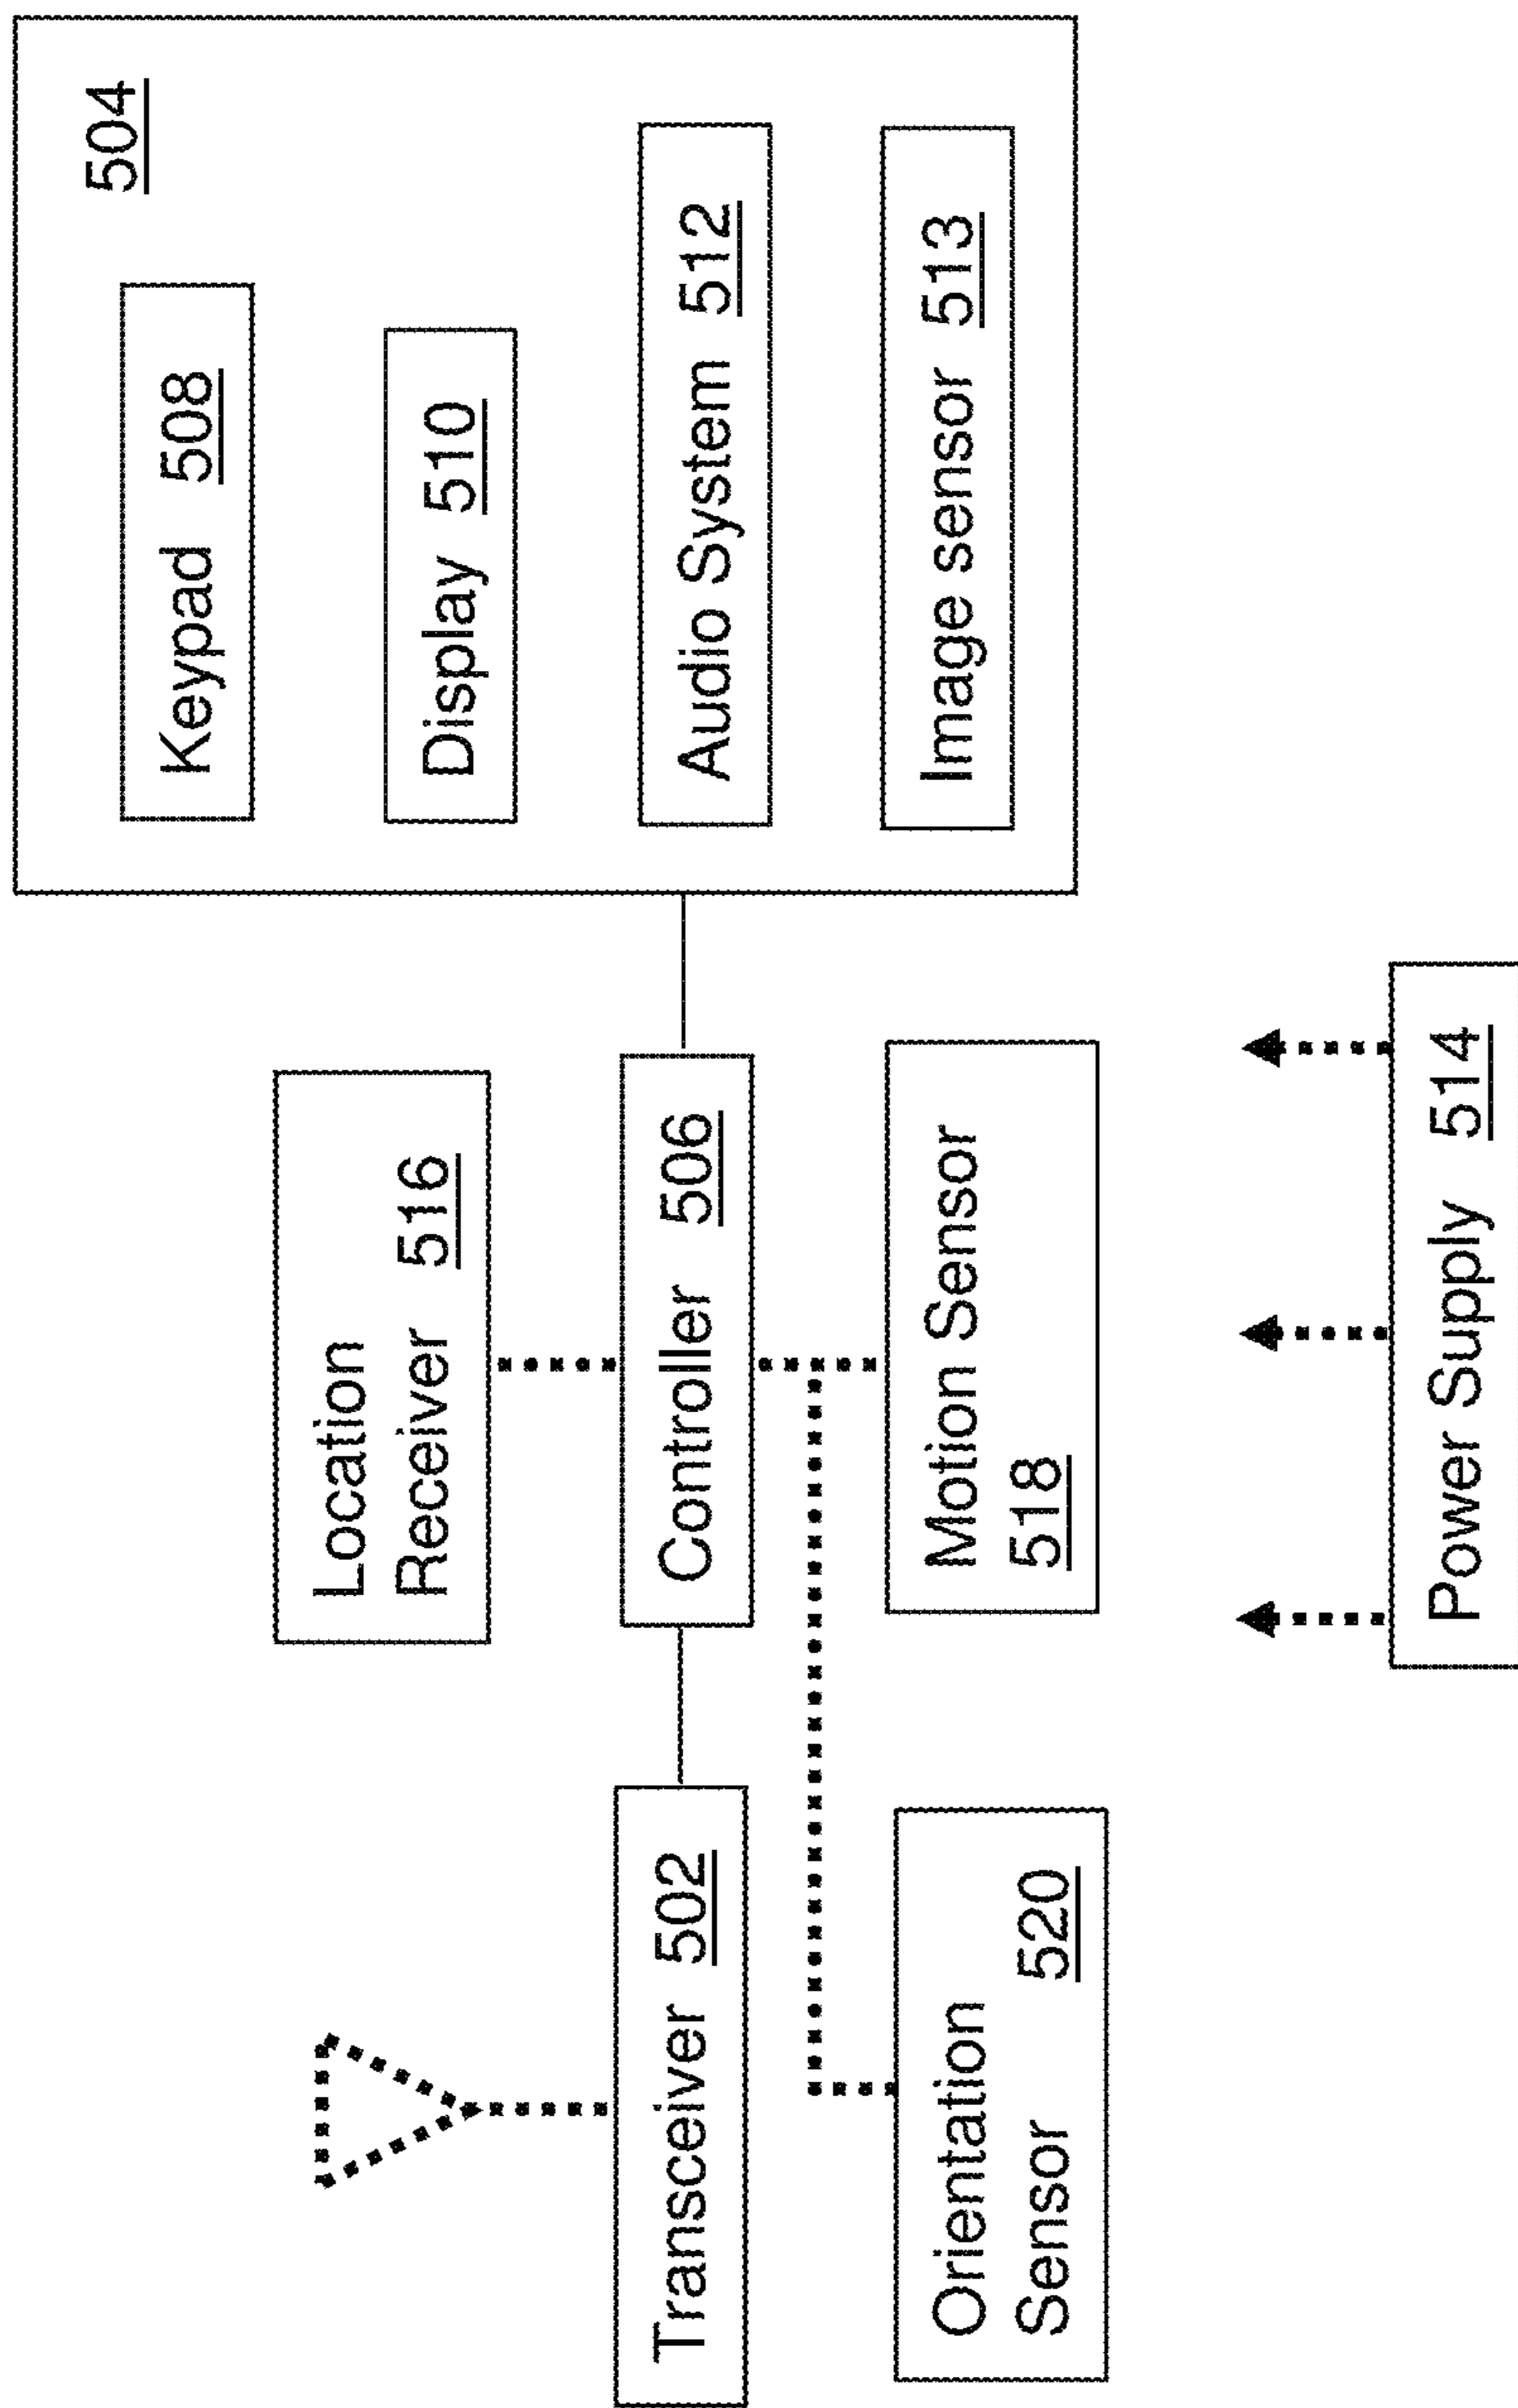 504
Keypad 508
Display 510
Audio System 512
Image sensor 513
Location
Receiver 516
Controller 506
Motion Sensor
518
Transceiver 502
Orientation
Sensor 520
Power Supply 514